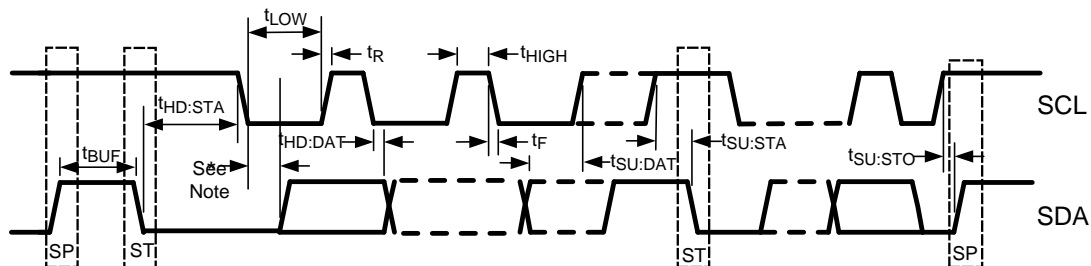 tLOW
tR
tHIGH
SCL
tHD:STA
tHD:DAT
tF
tSU:STA
tBUF
See*
Note
tSU:DAT
tSU:STO
SDA
SP
ST
ST
SP